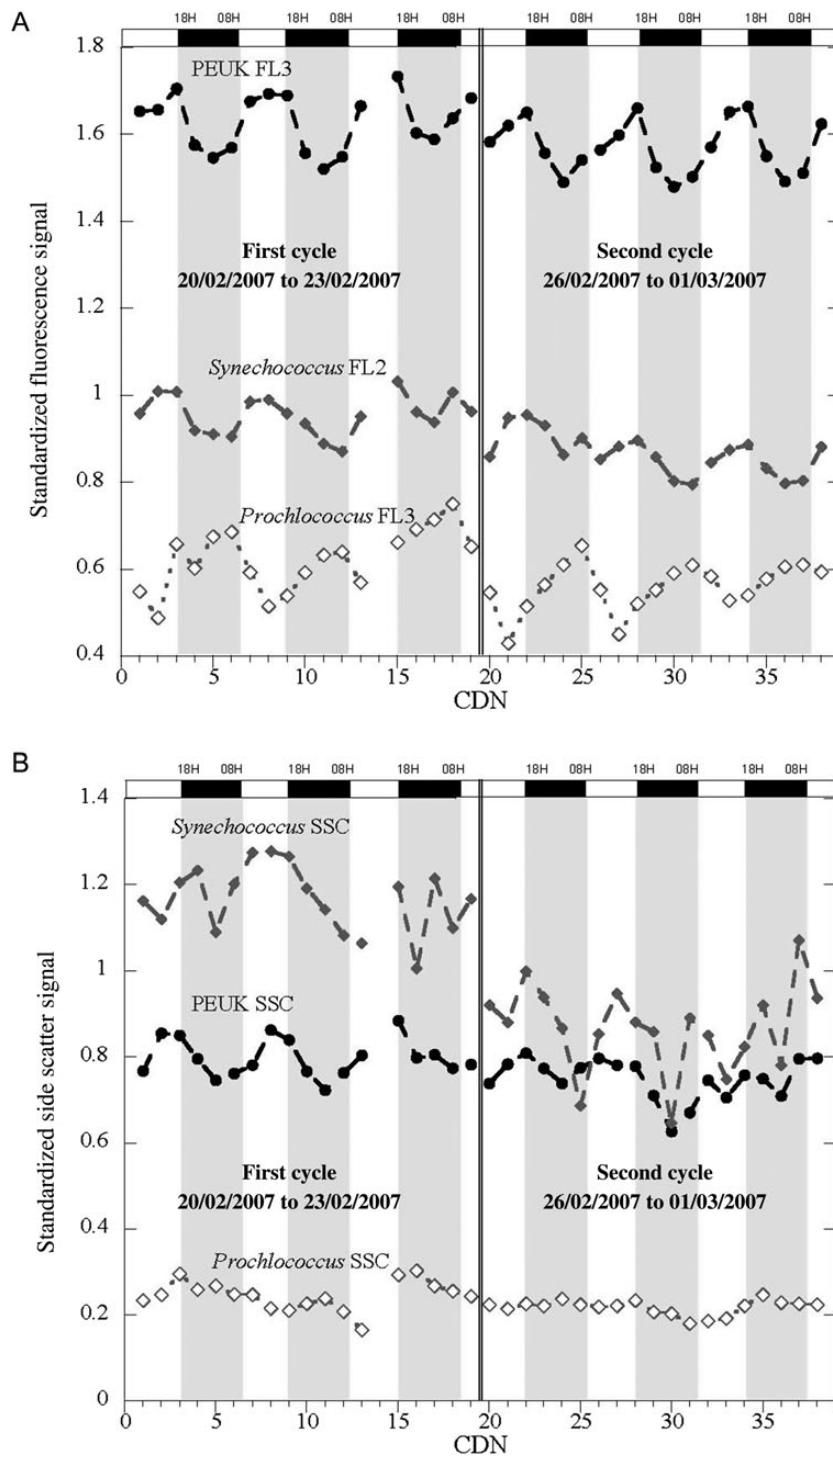 A
18H 08H 18H 08H 18H 08H 18H 08H 18H 08H 18H 08H
1.8
PEUK FL3
1.6
1.4
First cycle Second cycle
20/02/2007 to 23/02/2007 26/02/2007 to 01/03/2007
1.2
Synechococcus FL2
1
0.8
Prochlococcus FL3
0.6
0.4
0 5 10 15 20 25 30 35
CDN
Standardized fluorescence signal
B
18H 08H 18H 08H 18H 08H 18H 08H 18H 08H 18H 08H
1.4
Synechococcus SSC
1.2
1
PEUK SSC
0.8
0.6
First cycle Second cycle
20/02/2007 to 23/02/2007 26/02/2007 to 01/03/2007
0.4
Prochlococcus SSC
0.2
0
0 5 10 15 20 25 30 35
CDN
Standardized side scatter signal